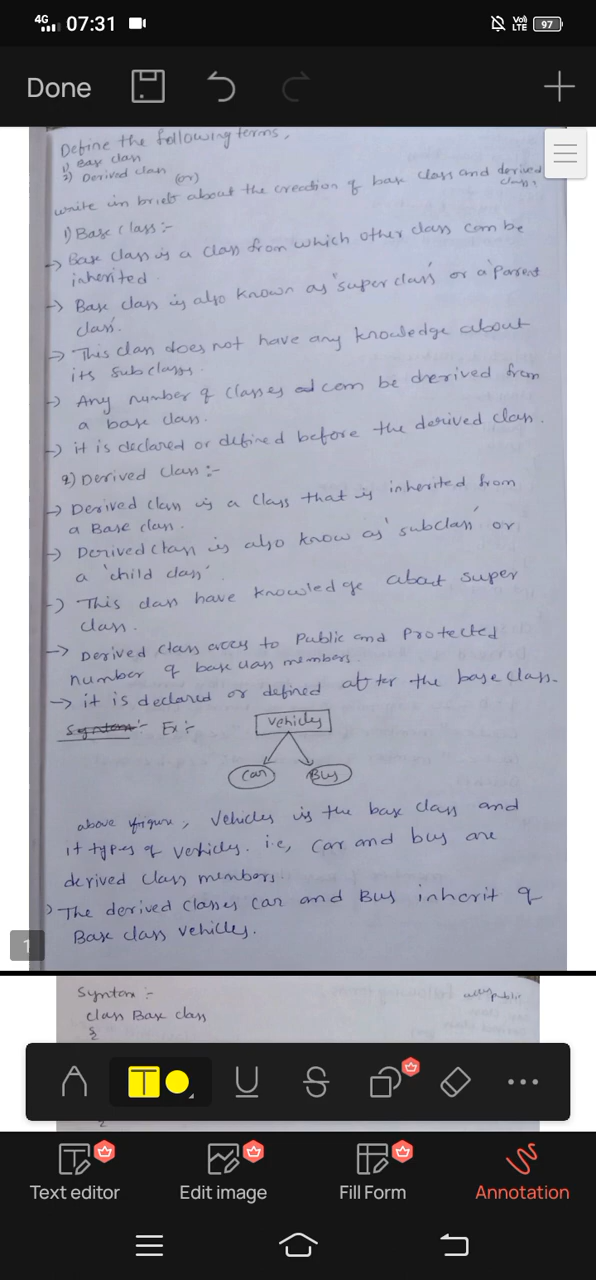 4G 07:31 Vo)) LTE 97
Done
Define the following terms,
1) Base class
2) Derived class
(or)
write in brief about the creation of base class and derived
class.
1) Base class :-
-> Base class is a class from which other class can be
inherited.
-> Base class is also known as 'super class' or a 'Parent
class'.
-> This class does not have any knowledge about
its subclasses.
-> Any number of classes can be derived from
a base class.
-> it is declared or defined before the derived class.
2) Derived class :-
-> Derived class is a class that is inherited from
a Base class.
-> Derived class is also know as 'subclass' or
a 'child class'
-> This class have knowledge about super
class.
-> Derived class acces to Public and Protected
number of base class members.
-> it is declared or defined after the base class.
Syntax :- Ex :-
Vehicles
Car Bus
above figure, Vehicles is the base class and
it types of vehicles. i.e, car and bus are
derived class members.
-> The derived classes car and Bus inherit of
Base class vehicles.
1
Syntax :-
class Base class
{
T
U
S
Text editor
Edit image
Fill Form
Annotation